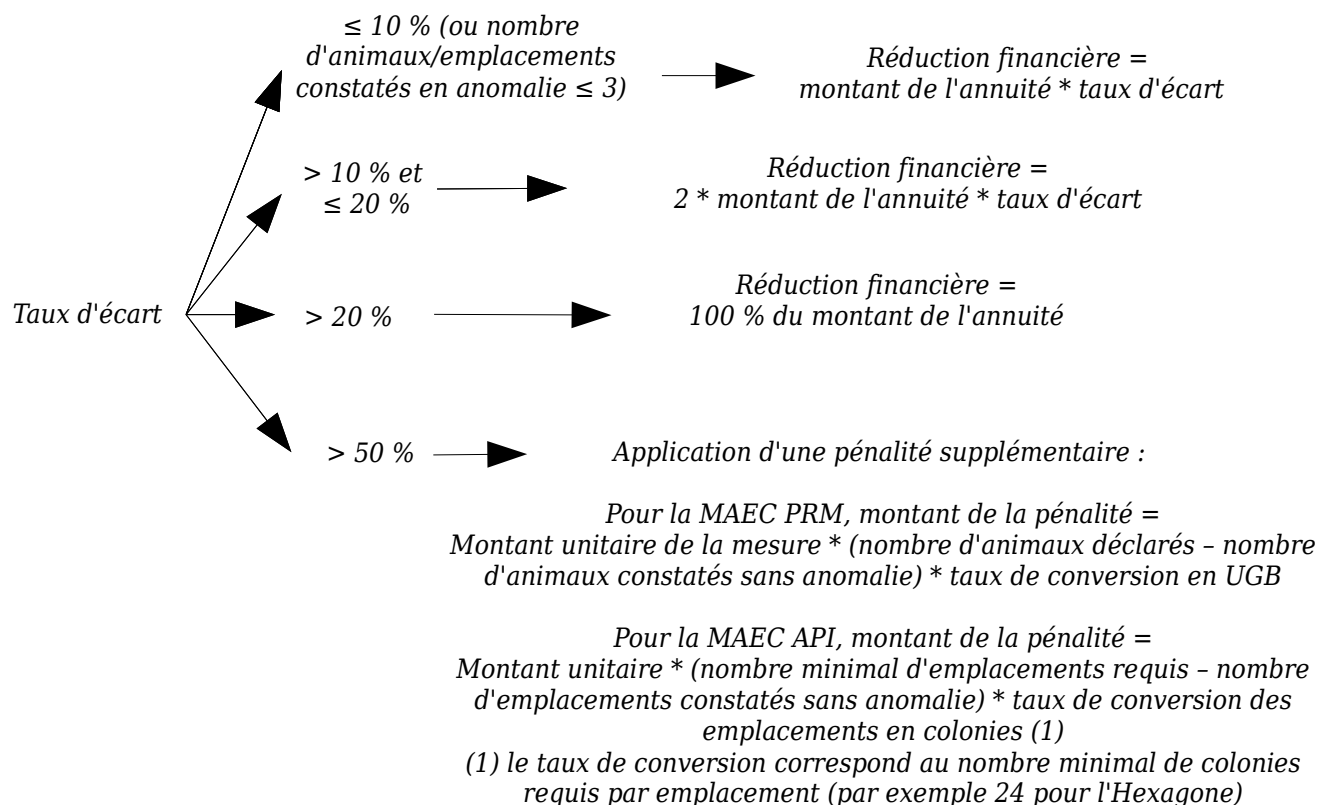 ≤ 10 % (ou nombre
d'animaux/emplacements
constatés en anomalie ≤ 3)
Réduction financière =
montant de l'annuité * taux d'écart
> 10 % et
≤ 20 %
Réduction financière =
2 * montant de l'annuité * taux d'écart
Taux d'écart
> 20 %
Réduction financière =
100 % du montant de l'annuité
> 50 %
Application d'une pénalité supplémentaire :
Pour la MAEC PRM, montant de la pénalité =
Montant unitaire de la mesure * (nombre d'animaux déclarés – nombre
d'animaux constatés sans anomalie) * taux de conversion en UGB
Pour la MAEC API, montant de la pénalité =
Montant unitaire * (nombre minimal d'emplacements requis – nombre
d'emplacements constatés sans anomalie) * taux de conversion des
emplacements en colonies (1)
(1) le taux de conversion correspond au nombre minimal de colonies
requis par emplacement (par exemple 24 pour l'Hexagone)